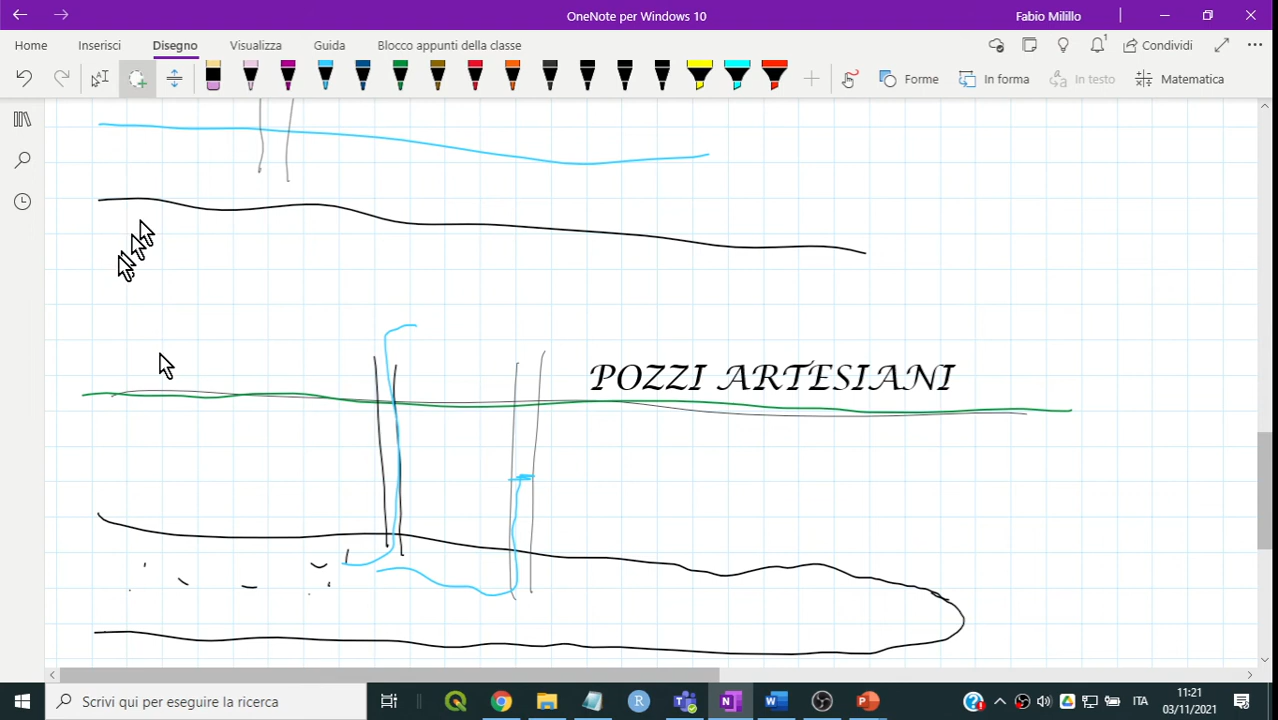 OneNote per Windows 10
Fabio Milillo
Home Inserisci Disegno Visualizza Guida Blocco appunti della classe Condividi
Forme In forma In testo Matematica
POZZI ARTESIANI
Scrivi qui per eseguire la ricerca
ITA
11:21
03/11/2021